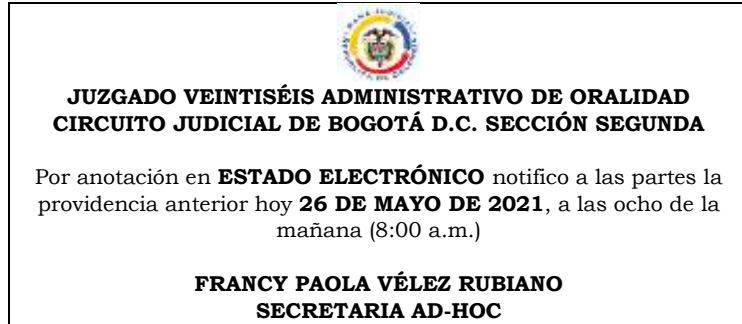 JUZGADO VEINTISÉIS ADMINISTRATIVO DE ORALIDAD
CIRCUITO JUDICIAL DE BOGOTÁ D.C. SECCIÓN SEGUNDA
Por anotación en ESTADO ELECTRÓNICO notifico a las partes la
providencia anterior hoy 26 DE MAYO DE 2021, a las ocho de la
mañana (8:00 a.m.)
FRANCY PAOLA VÉLEZ RUBIANO
SECRETARIA AD-HOC